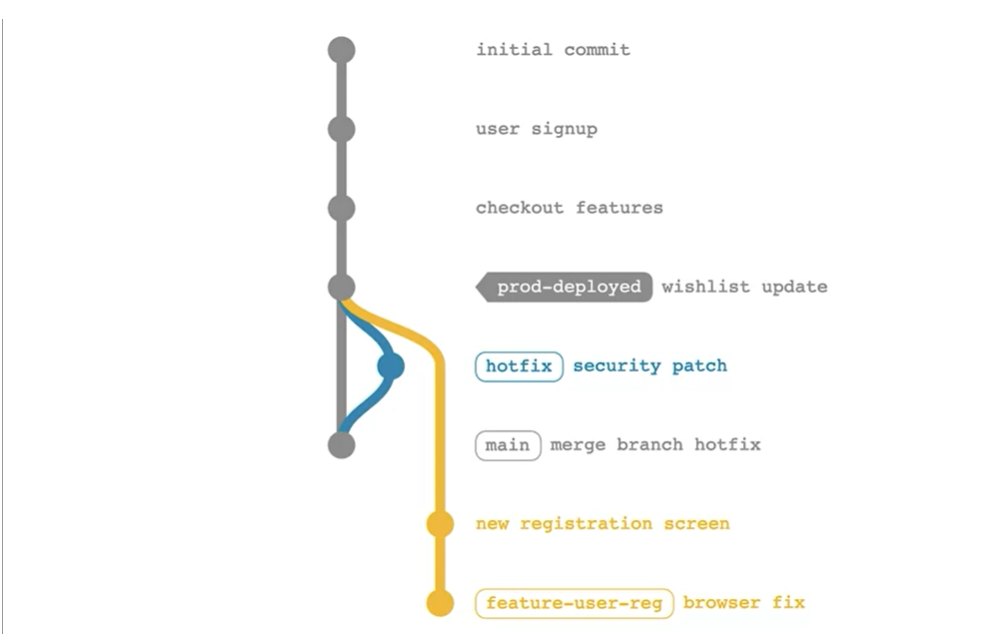 initial commit
user signup
checkout features
prod-deployed wishlist update
hotfix security patch
main merge branch hotfix
new registration screen
feature-user-reg browser fix